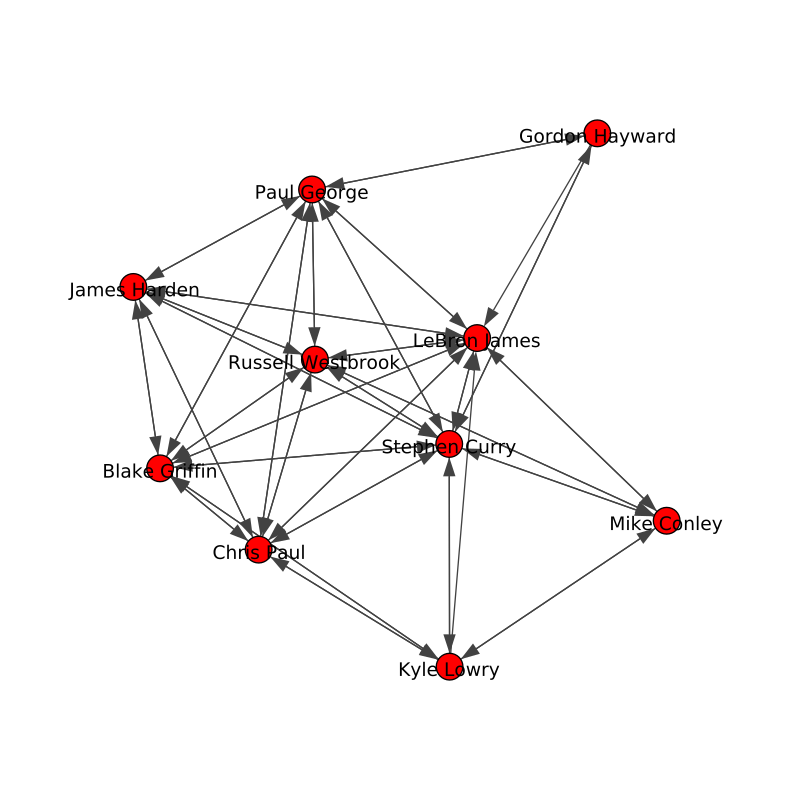 Gordon Hayward
Paul George
James Harden
LeBron James
Russell Westbrook
Stephen Curry
Blake Griffin
Mike Conley
Chris Paul
Kyle Lowry